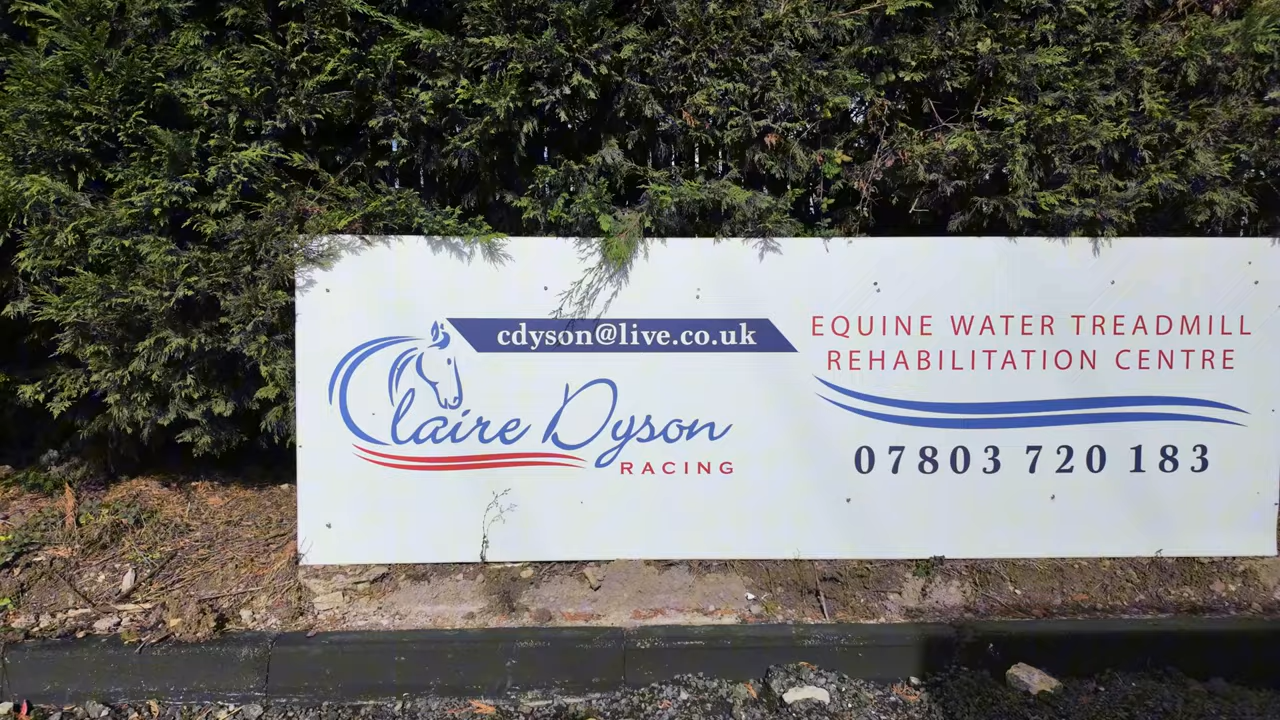 cdyson@live.co.uk
Claire Dyson
RACING
EQUINE WATER TREADMILL
REHABILITATION CENTRE
07803 720 183